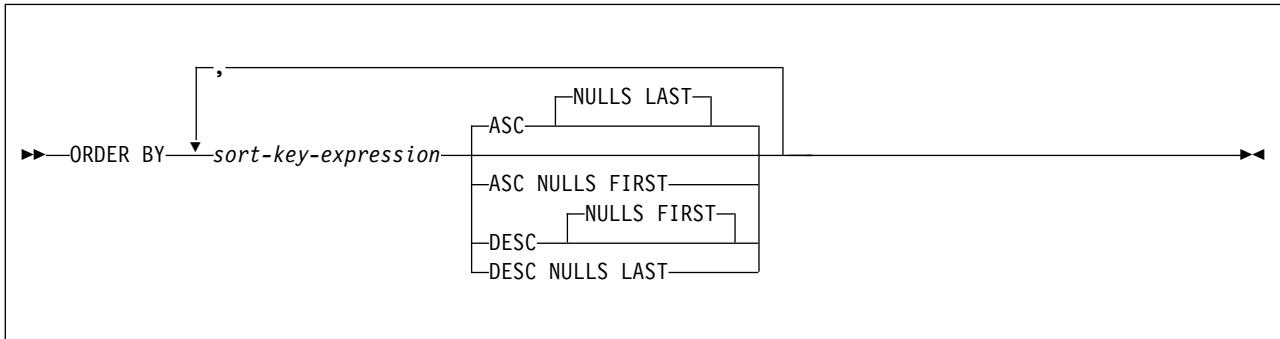 ,
NULLS LAST
ASC
ORDER BY sort-key-expression
ASC NULLS FIRST
NULLS FIRST
DESC
DESC NULLS LAST